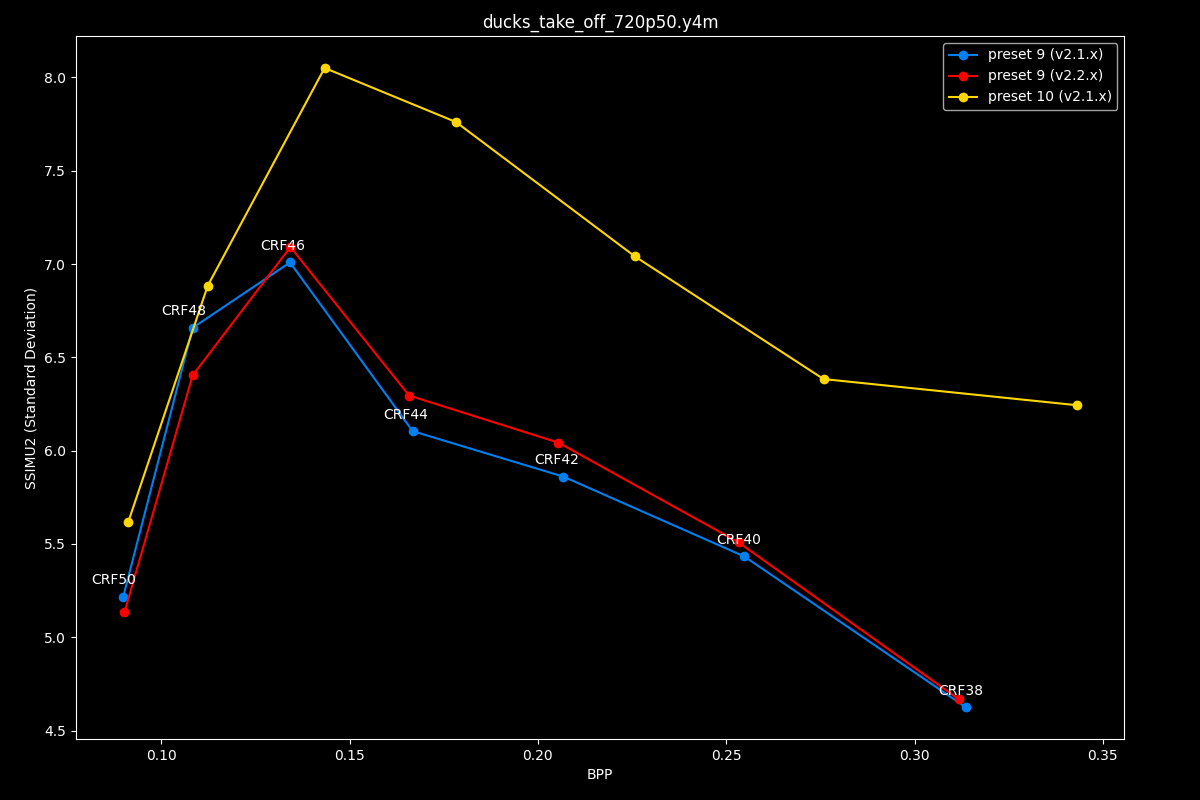 ducks_take_off_720p50.y4m
preset 9 (v2.1.x)
preset 9 (v2.2.x)
preset 10 (v2.1.x)
SSIMU2 (Standard Deviation)
8.0
7.5
7.0
6.5
6.0
5.5
5.0
4.5
CRF46
CRF48
CRF44
CRF42
CRF40
CRF50
CRF38
0.10
0.15
0.20
0.25
0.30
0.35
BPP